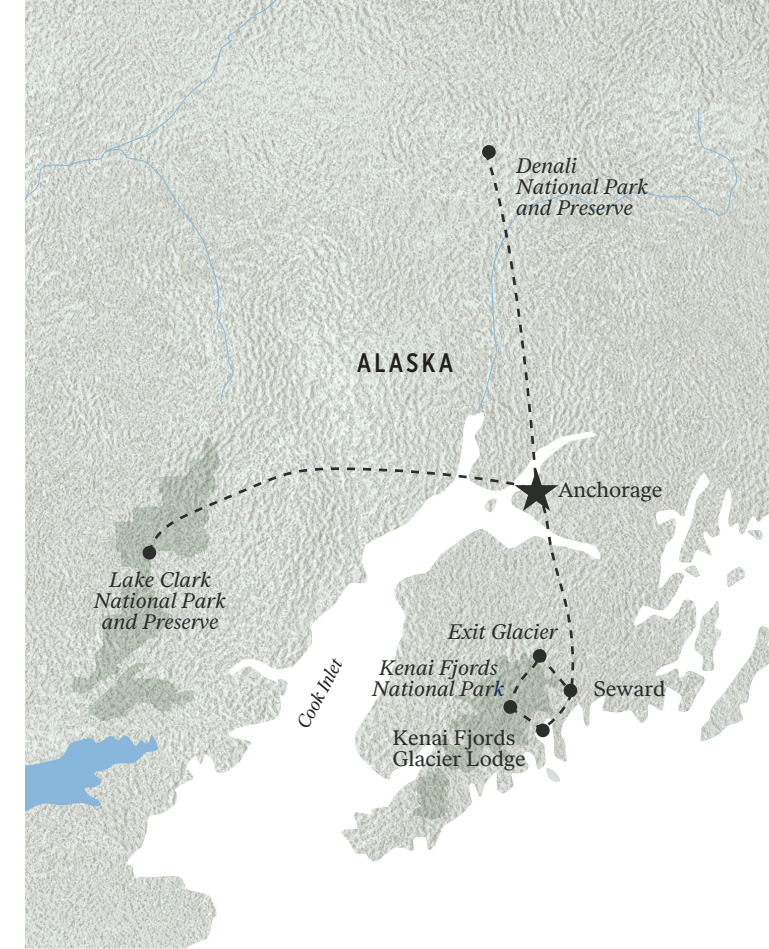 Denali
National Park
and Preserve
ALASKA
Anchorage
Lake Clark
National Park
and Preserve
Exit Glacier
Kenai Fjords
National Park
Seward
Cook Inlet
Kenai Fjords
Glacier Lodge